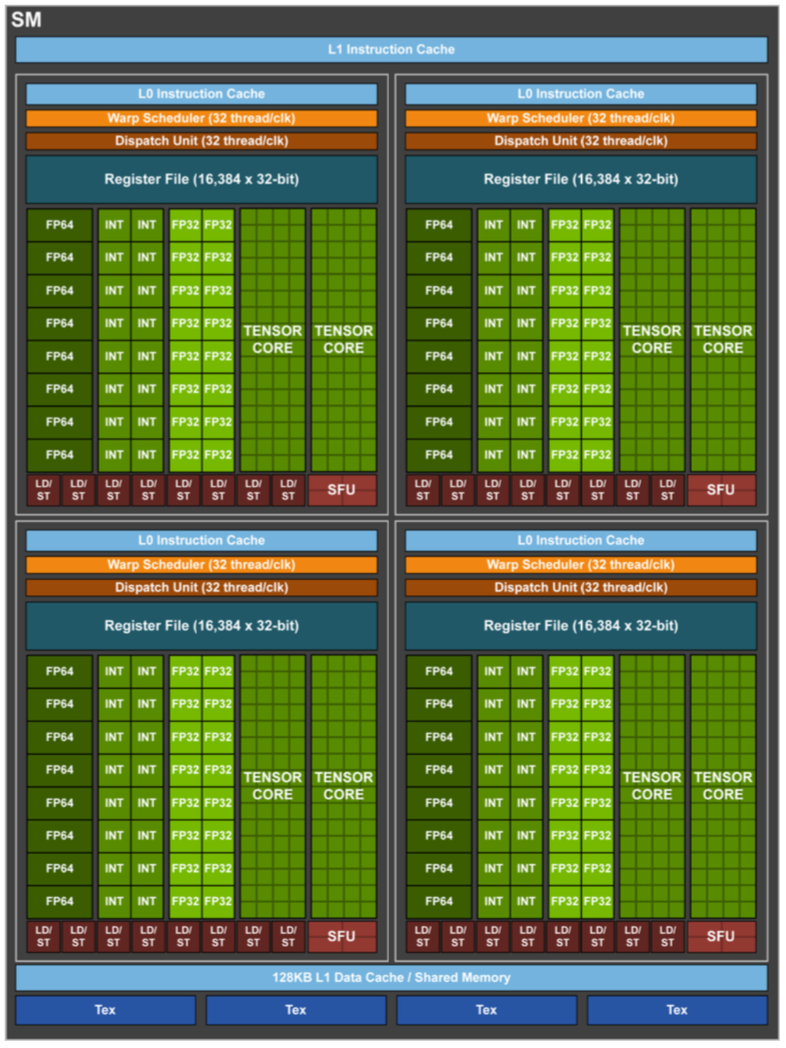 SM
L1 Instruction Cache
L0 Instruction Cache
Warp Scheduler (32 thread/clk)
Dispatch Unit (32 thread/clk)
Register File (16,384 x 32-bit)
FP64 INT INT FP32 FP32
FP64 INT INT FP32 FP32
FP64 INT INT FP32 FP32
FP64 INT INT FP32 FP32
FP64 INT INT FP32 FP32
FP64 INT INT FP32 FP32
FP64 INT INT FP32 FP32
FP64 INT INT FP32 FP32
TENSOR TENSOR
CORE CORE
LD/ LD/ LD/ LD/ LD/ LD/ LD/ LD/
ST ST ST ST ST ST ST ST
SFU
L0 Instruction Cache
Warp Scheduler (32 thread/clk)
Dispatch Unit (32 thread/clk)
Register File (16,384 x 32-bit)
FP64 INT INT FP32 FP32
FP64 INT INT FP32 FP32
FP64 INT INT FP32 FP32
FP64 INT INT FP32 FP32
FP64 INT INT FP32 FP32
FP64 INT INT FP32 FP32
FP64 INT INT FP32 FP32
FP64 INT INT FP32 FP32
TENSOR TENSOR
CORE CORE
LD/ LD/ LD/ LD/ LD/ LD/ LD/ LD/
ST ST ST ST ST ST ST ST
SFU
L0 Instruction Cache
Warp Scheduler (32 thread/clk)
Dispatch Unit (32 thread/clk)
Register File (16,384 x 32-bit)
FP64 INT INT FP32 FP32
FP64 INT INT FP32 FP32
FP64 INT INT FP32 FP32
FP64 INT INT FP32 FP32
FP64 INT INT FP32 FP32
FP64 INT INT FP32 FP32
FP64 INT INT FP32 FP32
FP64 INT INT FP32 FP32
TENSOR TENSOR
CORE CORE
LD/ LD/ LD/ LD/ LD/ LD/ LD/ LD/
ST ST ST ST ST ST ST ST
SFU
L0 Instruction Cache
Warp Scheduler (32 thread/clk)
Dispatch Unit (32 thread/clk)
Register File (16,384 x 32-bit)
FP64 INT INT FP32 FP32
FP64 INT INT FP32 FP32
FP64 INT INT FP32 FP32
FP64 INT INT FP32 FP32
FP64 INT INT FP32 FP32
FP64 INT INT FP32 FP32
FP64 INT INT FP32 FP32
FP64 INT INT FP32 FP32
TENSOR TENSOR
CORE CORE
LD/ LD/ LD/ LD/ LD/ LD/ LD/ LD/
ST ST ST ST ST ST ST ST
SFU
128KB L1 Data Cache / Shared Memory
Tex Tex Tex Tex